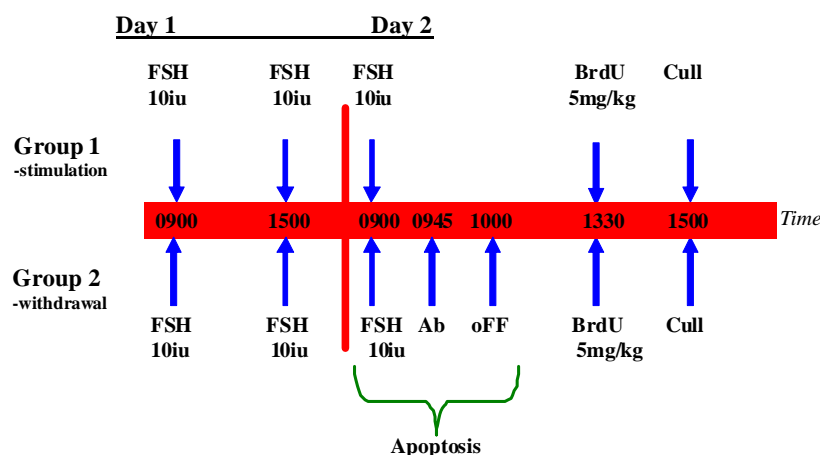 Day 1 Day 2
FSH FSH FSH BrdU Cull
10iu 10iu 10iu 5mg/kg
Group 1
-stimulation
0900 1500 0900 0945 1000 1330 1500 Time
Group 2
-withdrawal
FSH FSH FSH Ab oFF BrdU Cull
10iu 10iu 10iu 5mg/kg
Apoptosis